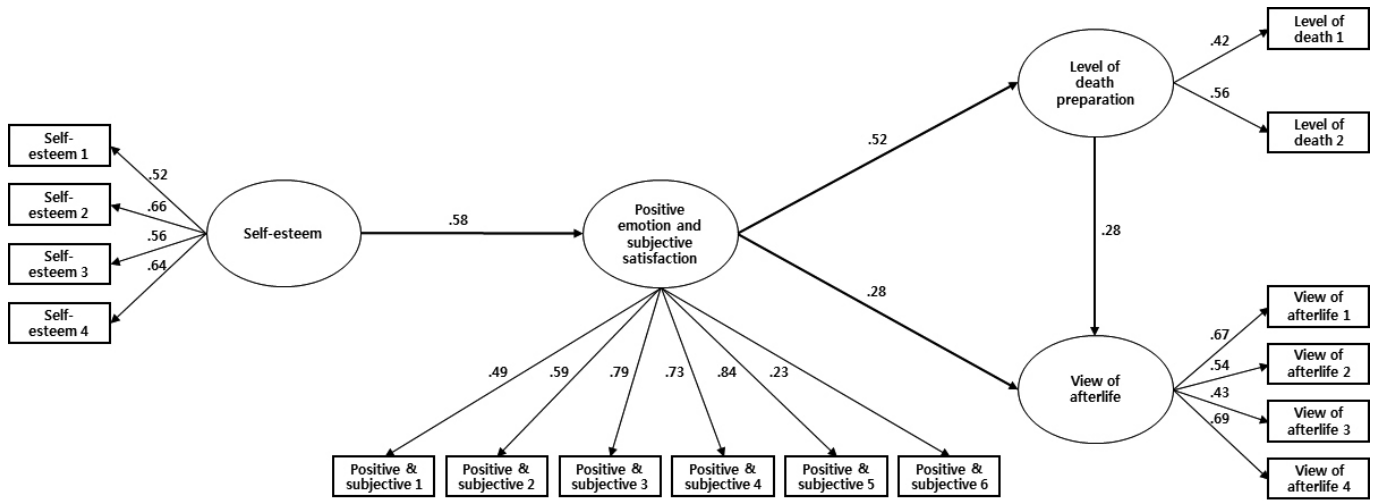 Self-
esteem 1
Self-
esteem 2
Self-
esteem 3
Self-
esteem 4
.52
.66
.56
.64
Self-esteem
.58
Positive
emotion and
subjective
satisfaction
.49
.59
.79
.73
.84
.23
Positive &
subjective 1
Positive &
subjective 2
Positive &
subjective 3
Positive &
subjective 4
Positive &
subjective 5
Positive &
subjective 6
.52
.28
Level of
death
preparation
.42
.56
Level of
death 1
Level of
death 2
.28
View of
afterlife
.67
.54
.43
.69
View of
afterlife 1
View of
afterlife 2
View of
afterlife 3
View of
afterlife 4